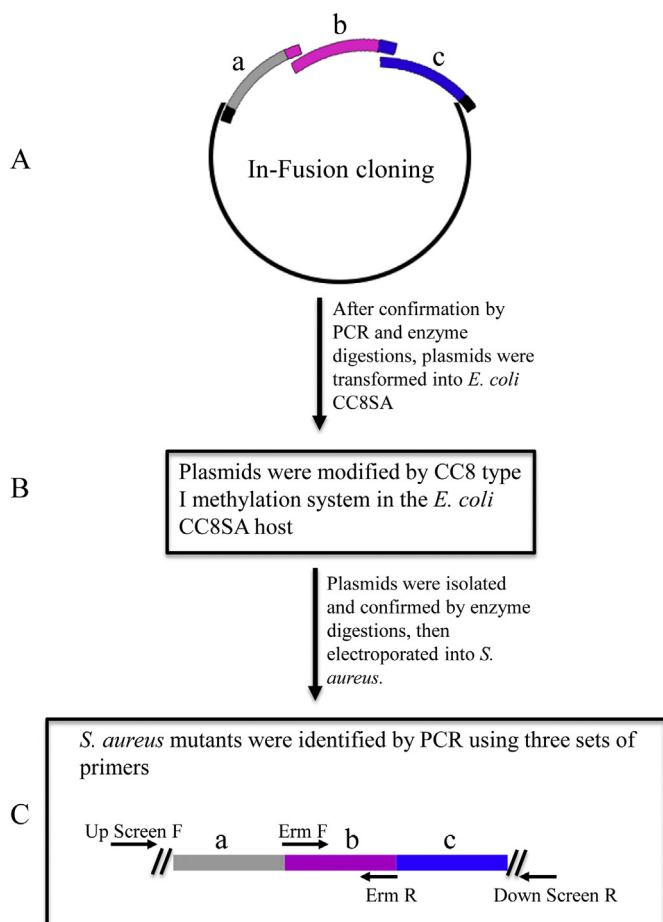 b
a
c
A
In-Fusion cloning
After confirmation by
PCR and enzyme
digestions, plasmids were
transformed into E. coli
CC8SA
B
Plasmids were modified by CC8 type
I methylation system in the E. coli
CC8SA host
Plasmids were isolated
and confirmed by enzyme
digestions, then
electroporated into S.
aureus.
S. aureus mutants were identified by PCR using three sets of
primers
C
Up Screen F
a
Erm F
b
c
Erm R
Down Screen R